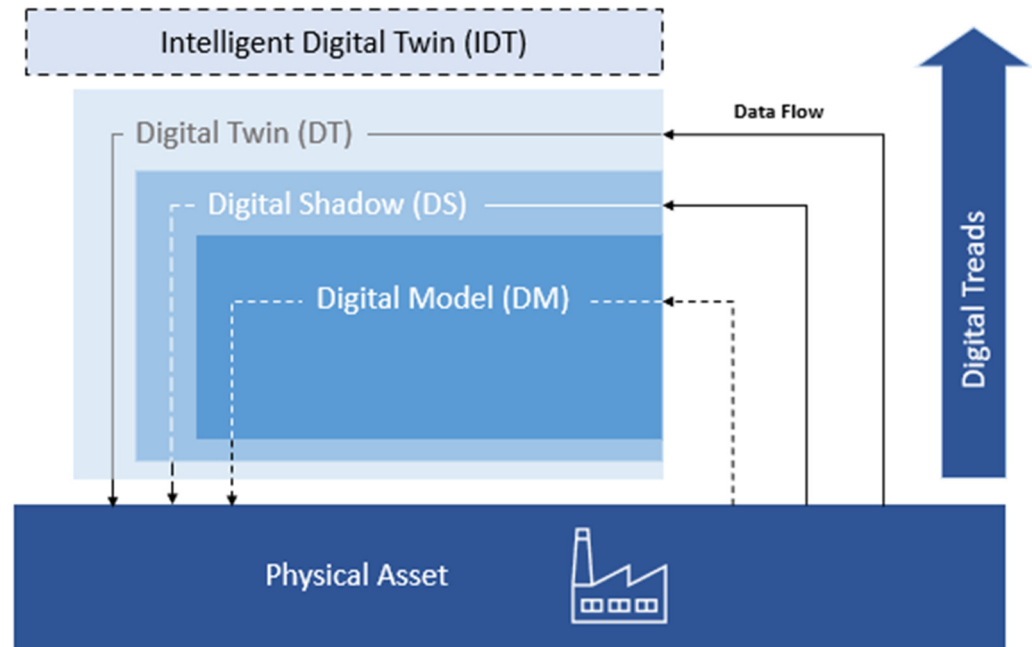 Intelligent Digital Twin (IDT)
Data Flow
Digital Twin (DT)
Digital Shadow (DS)
Digital Model (DM)
Digital Treads
Physical Asset